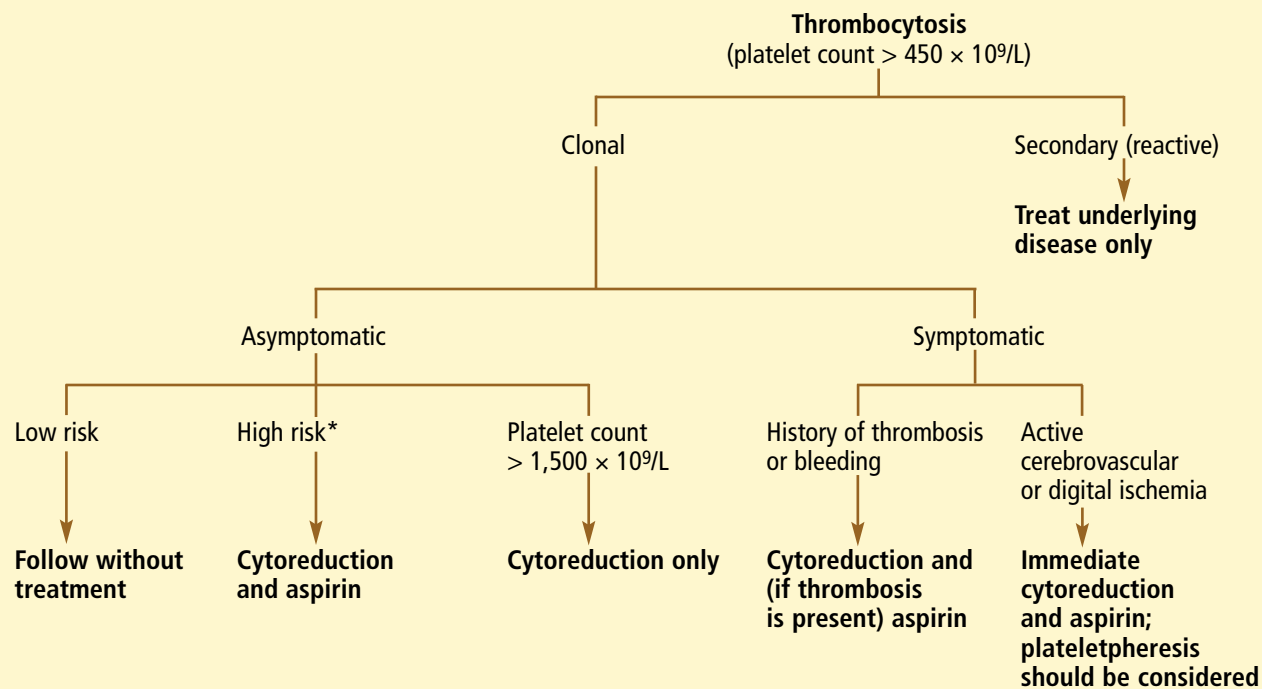 Thrombocytosis
(platelet count > 450 × 10⁹/L)
Clonal
Secondary (reactive)
Treat underlying
disease only
Asymptomatic
Symptomatic
Low risk
High risk*
Platelet count
> 1,500 × 10⁹/L
History of thrombosis
or bleeding
Active
cerebrovascular
or digital ischemia
Follow without
treatment
Cytoreduction
and aspirin
Cytoreduction only
Cytoreduction and
(if thrombosis
is present) aspirin
Immediate
cytoreduction
and aspirin;
plateletpheresis
should be considered